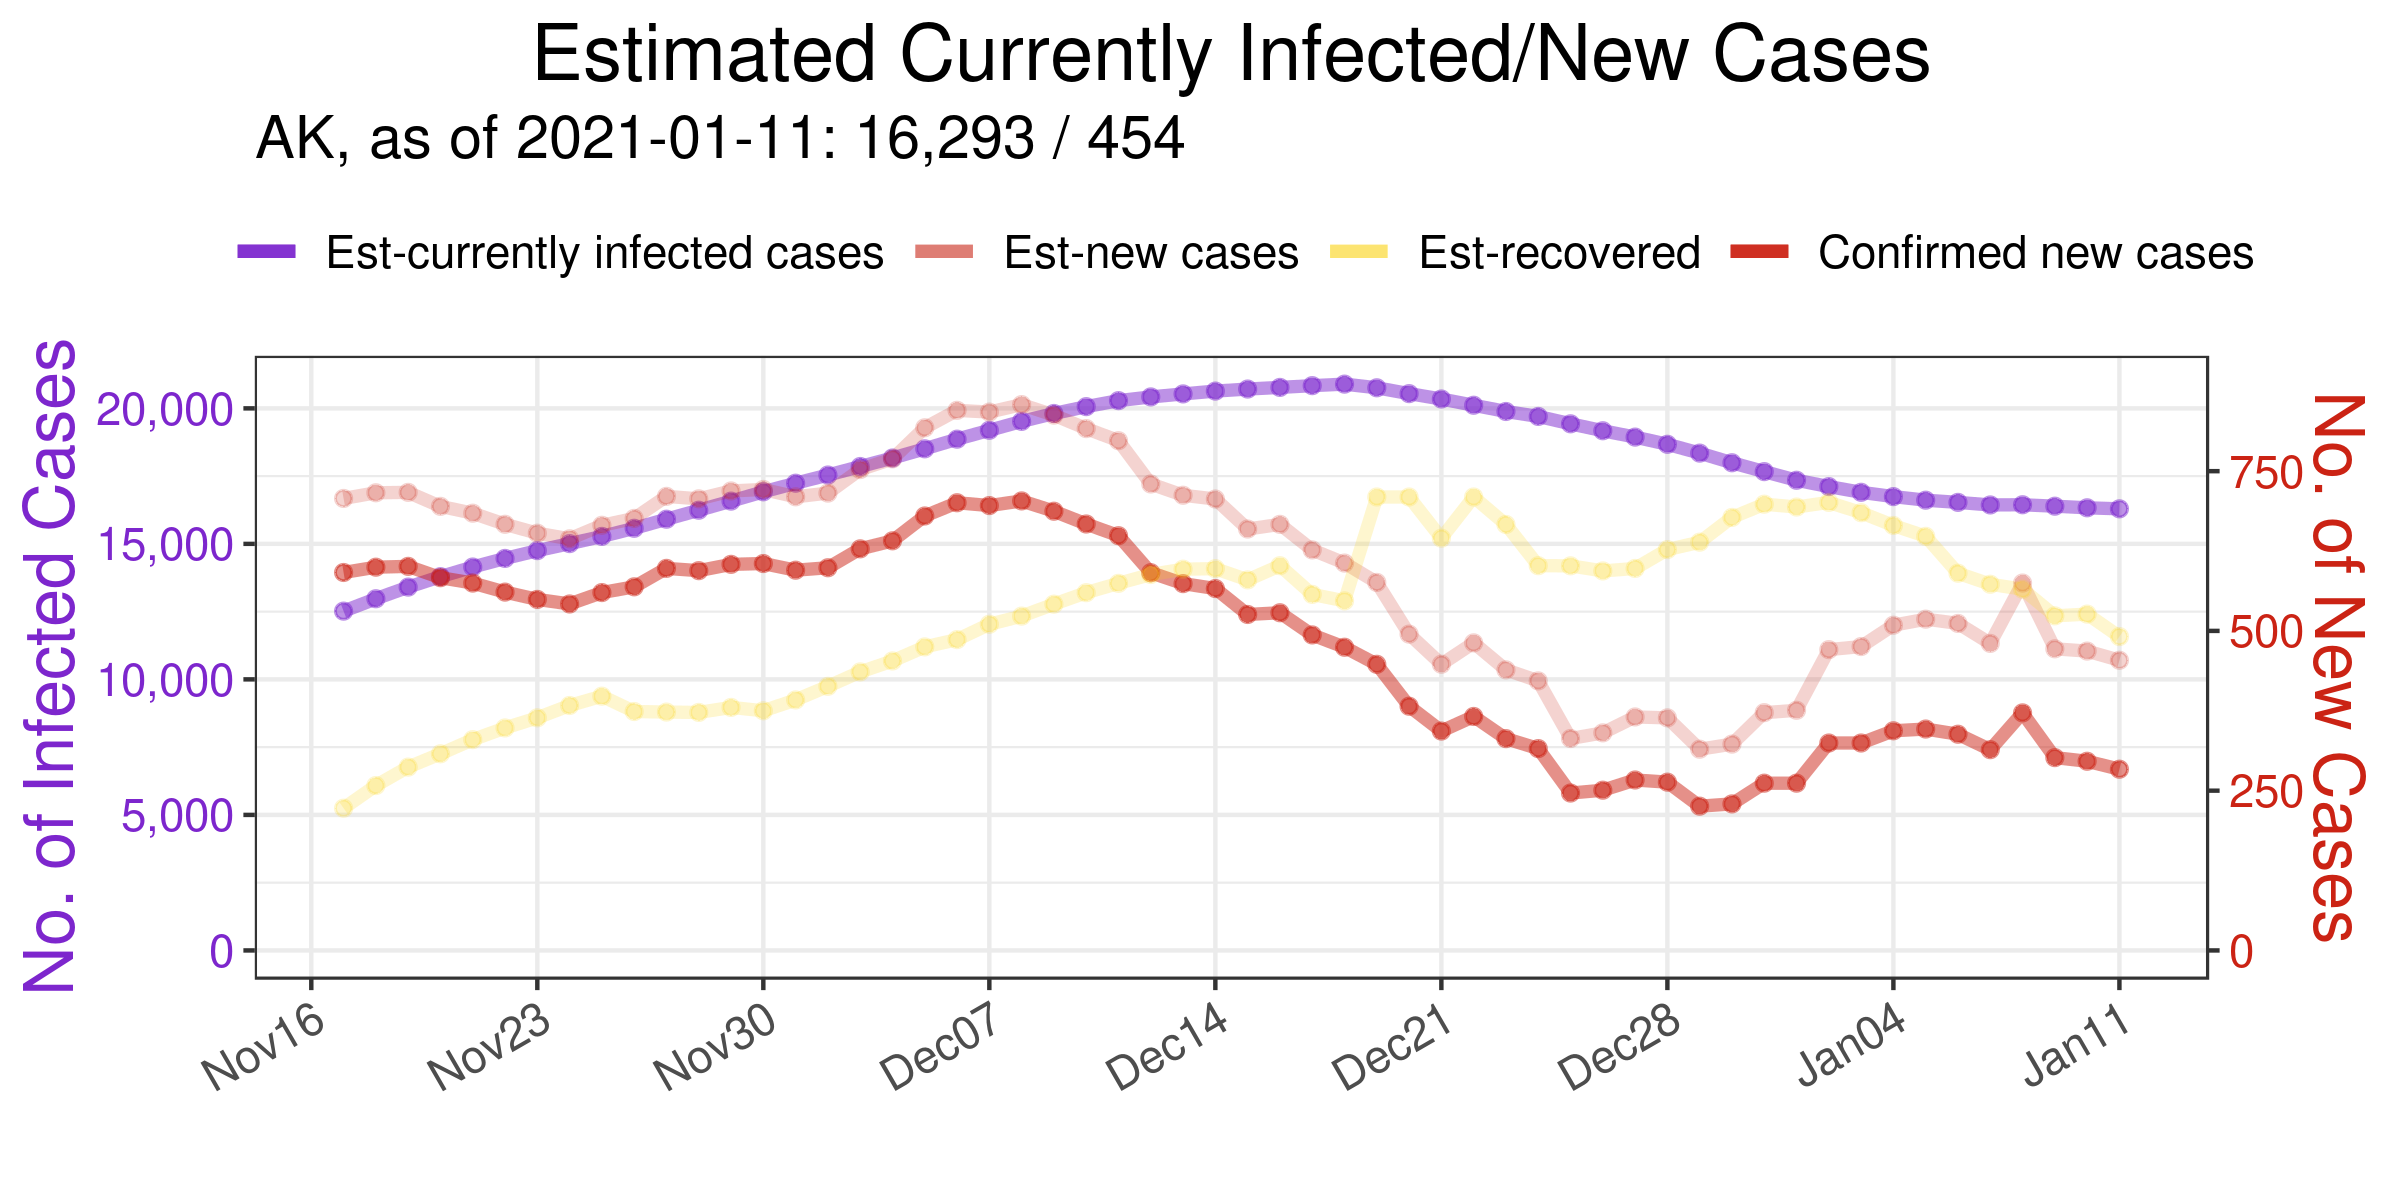 Estimated Currently Infected/New Cases
AK, as of 2021-01-11: 16,293 / 454
Est-currently infected cases Est-new cases Est-recovered Confirmed new cases
No. of Infected Cases
20,000
15,000
10,000
5,000
0
750
500
250
0
No. of New Cases
Nov16 Nov23 Nov30 Dec07 Dec14 Dec21 Dec28 Jan04 Jan11